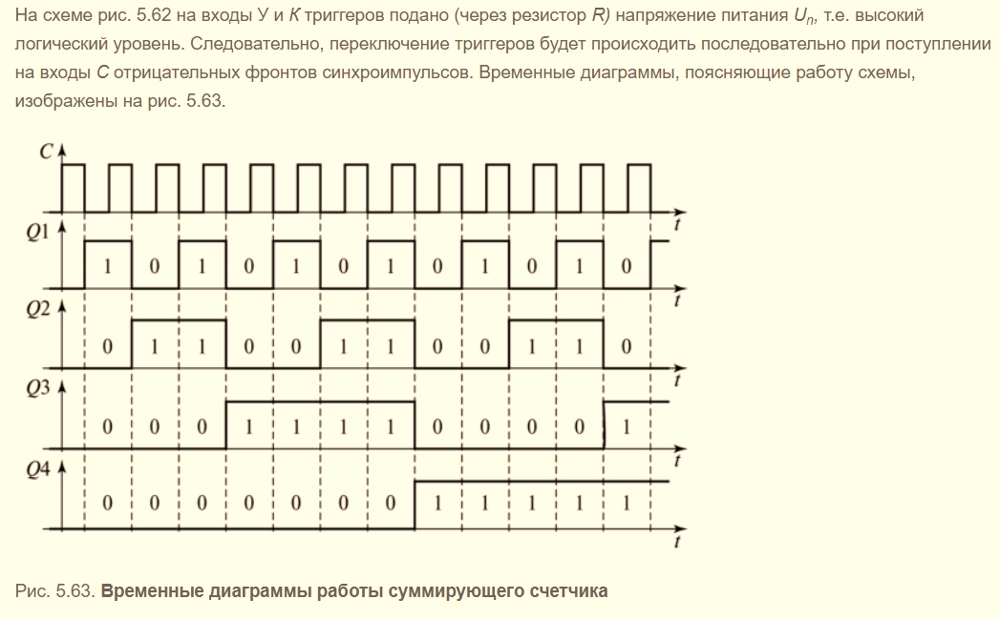 На схеме рис. 5.62 на входы У и К триггеров подано (через резистор R) напряжение питания Uп, т.е. высокий
логический уровень. Следовательно, переключение триггеров будет происходить последовательно при поступлении
на входы С отрицательных фронтов синхроимпульсов. Временные диаграммы, поясняющие работу схемы,
изображены на рис. 5.63.
C
t
Q1
1 0 1 0 1 0 1 0 1 0 1 0
t
Q2
0 1 1 0 0 1 1 0 0 1 1 0
t
Q3
0 0 0 1 1 1 1 0 0 0 0 1
t
Q4
0 0 0 0 0 0 0 1 1 1 1 1
t
Рис. 5.63. Временные диаграммы работы суммирующего счетчика